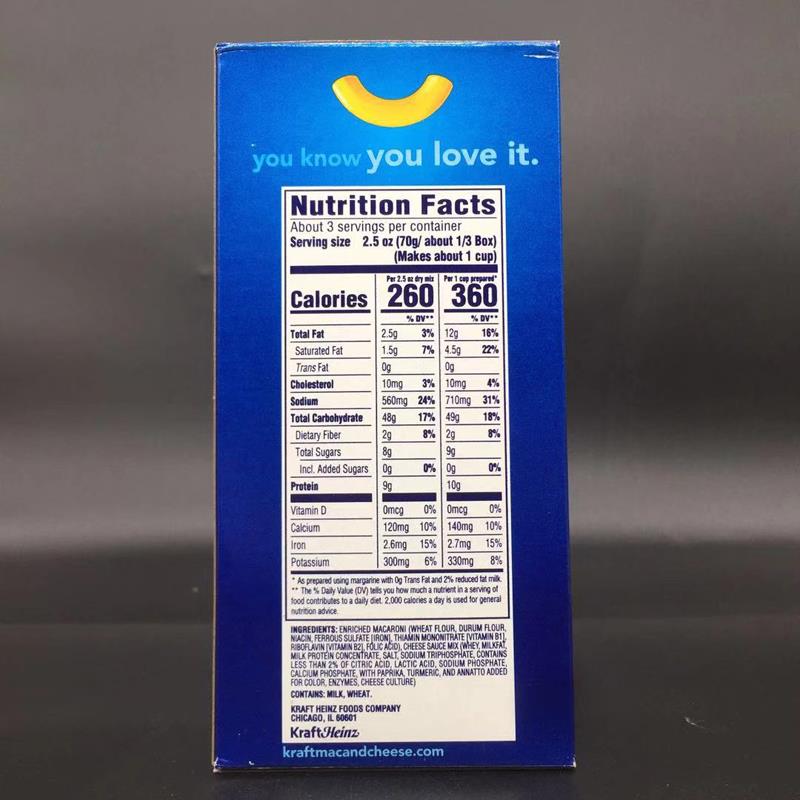 you know you love it.
Nutrition Facts
About 3 servings per container
Serving size 2.5 oz (70g/ about 1/3 Box)
(Makes about 1 cup)
Per 2.5 oz dry mix Per 1 cup prepared*
Calories 260 360
% DV** % DV**
Total Fat 2.5g 3% 12g 16%
Saturated Fat 1.5g 7% 4.5g 22%
Trans Fat 0g 0g
Cholesterol 10mg 3% 10mg 4%
Sodium 560mg 24% 710mg 31%
Total Carbohydrate 48g 17% 49g 18%
Dietary Fiber 2g 8% 2g 8%
Total Sugars 8g 9g
Incl. Added Sugars 0g 0% 0g 0%
Protein 9g 10g
Vitamin D 0mcg 0% 0mcg 0%
Calcium 120mg 10% 140mg 10%
Iron 2.6mg 15% 2.7mg 15%
Potassium 300mg 6% 330mg 8%
* As prepared using margarine with 0g Trans Fat and 2% reduced fat milk.
** The % Daily Value (DV) tells you how much a nutrient in a serving of
food contributes to a daily diet. 2,000 calories a day is used for general
nutrition advice.
INGREDIENTS: ENRICHED MACARONI (WHEAT FLOUR, DURUM FLOUR,
NIACIN, FERROUS SULFATE [IRON], THIAMIN MONONITRATE [VITAMIN B1],
RIBOFLAVIN [VITAMIN B2], FOLIC ACID), CHEESE SAUCE MIX (WHEY, MILKFAT,
MILK PROTEIN CONCENTRATE, SALT, SODIUM TRIPHOSPHATE, CONTAINS
LESS THAN 2% OF CITRIC ACID, LACTIC ACID, SODIUM PHOSPHATE,
CALCIUM PHOSPHATE, WITH PAPRIKA, TURMERIC, AND ANNATTO ADDED
FOR COLOR, ENZYMES, CHEESE CULTURE)
CONTAINS: MILK, WHEAT.
KRAFT HEINZ FOODS COMPANY
CHICAGO, IL 60601
KraftHeinz
kraftmacandcheese.com